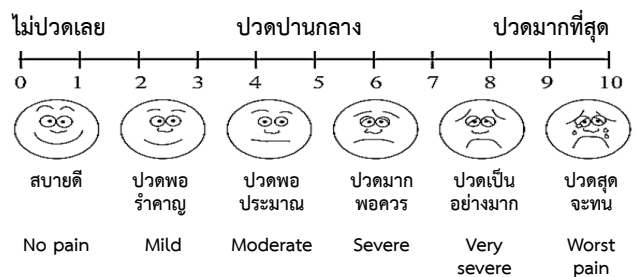 ไม่ปวดเลย ปวดปานกลาง ปวดมากที่สุด
0 1 2 3 4 5 6 7 8 9 10
สบายดี ปวดพอ ปวดพอ ปวดมาก ปวดเป็น ปวดสุด
รำคาญ ประมาณ พอควร อย่างมาก จะทน
No pain Mild Moderate Severe Very Worst
severe pain